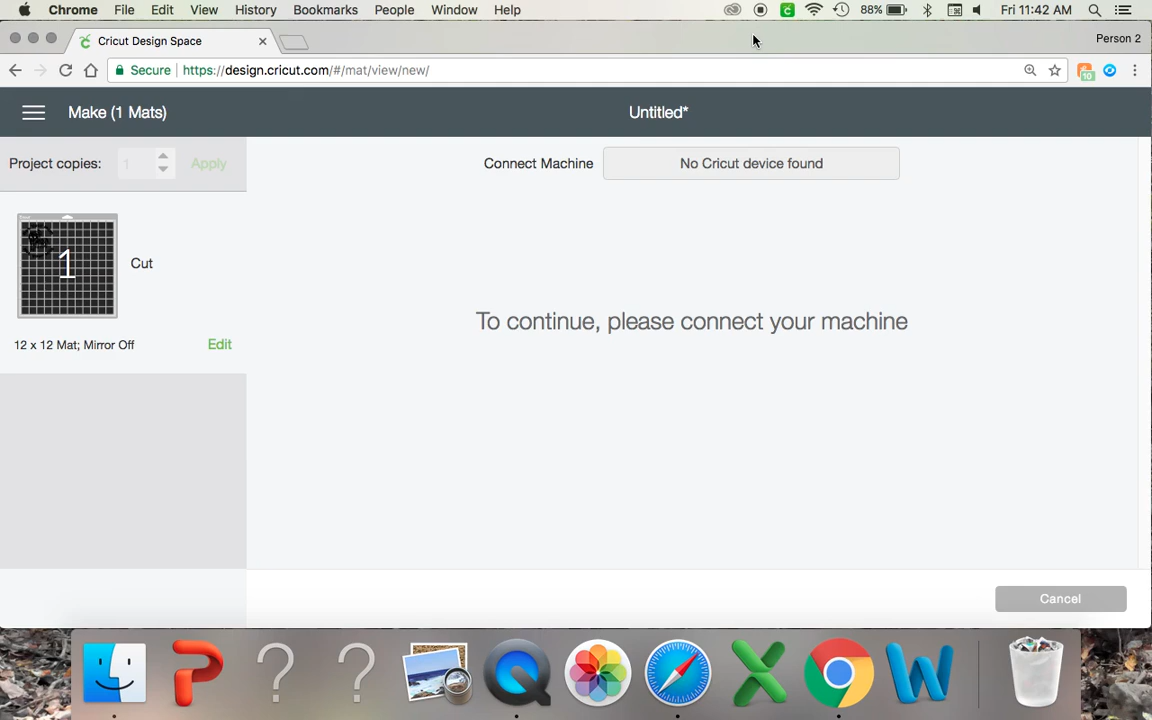 Chrome File Edit View History Bookmarks People Window Help 88% Fri 11:42 AM
Cricut Design Space Person 2
Secure https://design.cricut.com/#/mat/view/new/ 10
Make (1 Mats) Untitled*
Project copies: 1 Apply Connect Machine No Cricut device found
1 Cut
To continue, please connect your machine
12 x 12 Mat; Mirror Off Edit
Cancel